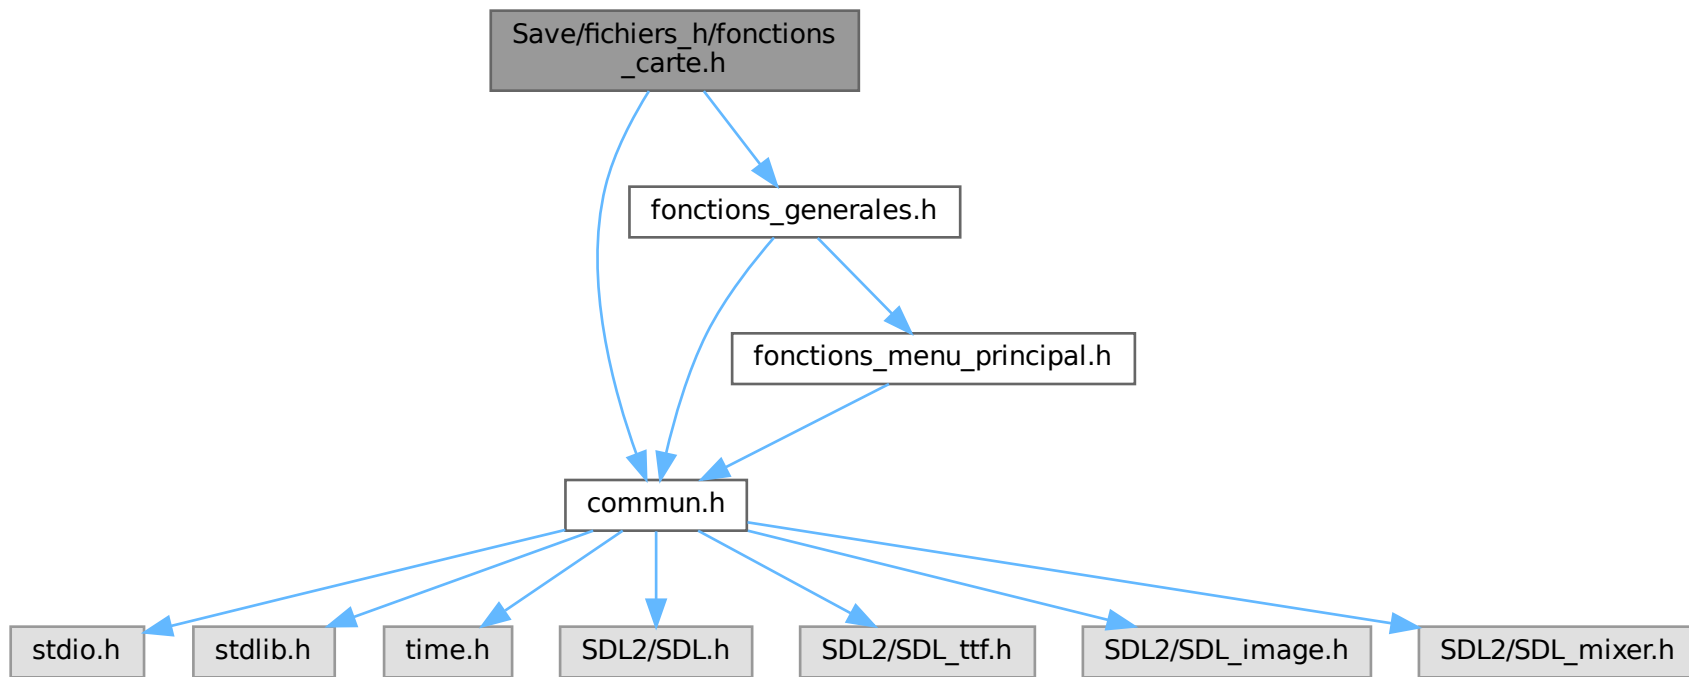 Save/fichiers_h/fonctions
_carte.h
fonctions_generales.h
fonctions_menu_principal.h
commun.h
stdio.h
stdlib.h
time.h
SDL2/SDL.h
SDL2/SDL_ttf.h
SDL2/SDL_image.h
SDL2/SDL_mixer.h